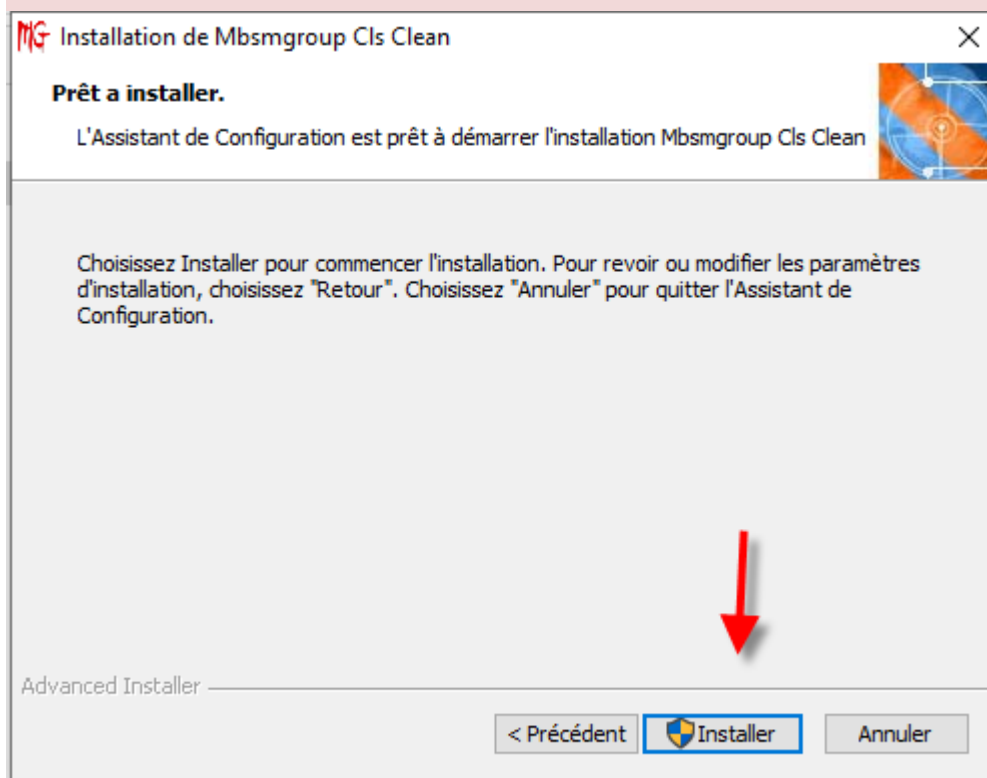 MG Installation de Mbsmgroup Cls Clean
Prêt a installer.
L'Assistant de Configuration est prêt à démarrer l'installation Mbsmgroup Cls Clean
Choisissez Installer pour commencer l'installation. Pour revoir ou modifier les paramètres
d'installation, choisissez "Retour". Choisissez "Annuler" pour quitter l'Assistant de
Configuration.
Advanced Installer
< Précédent Installer Annuler